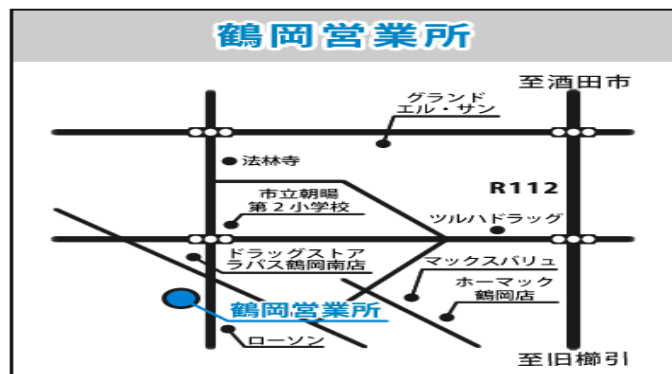 鶴岡営業所
至酒田市
グランド
エル・サン
法林寺
R112
市立朝暘
第2小学校
ツルハドラッグ
ドラッグストア
ラパス鶴岡南店
マックスバリュ
ホーマック
鶴岡店
鶴岡営業所
ローソン
至旧櫛引